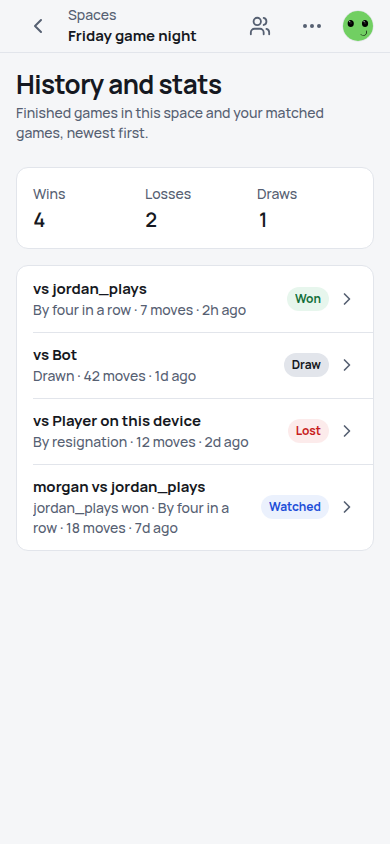 Spaces
Friday game night
History and stats
Finished games in this space and your matched
games, newest first.
Wins
Losses
Draws
4
2
1
vs jordan_plays
By four in a row · 7 moves · 2h ago
Won
vs Bot
Drawn · 42 moves · 1d ago
Draw
vs Player on this device
By resignation · 12 moves · 2d ago
Lost
morgan vs jordan_plays
jordan_plays won · By four in a
row · 18 moves · 7d ago
Watched